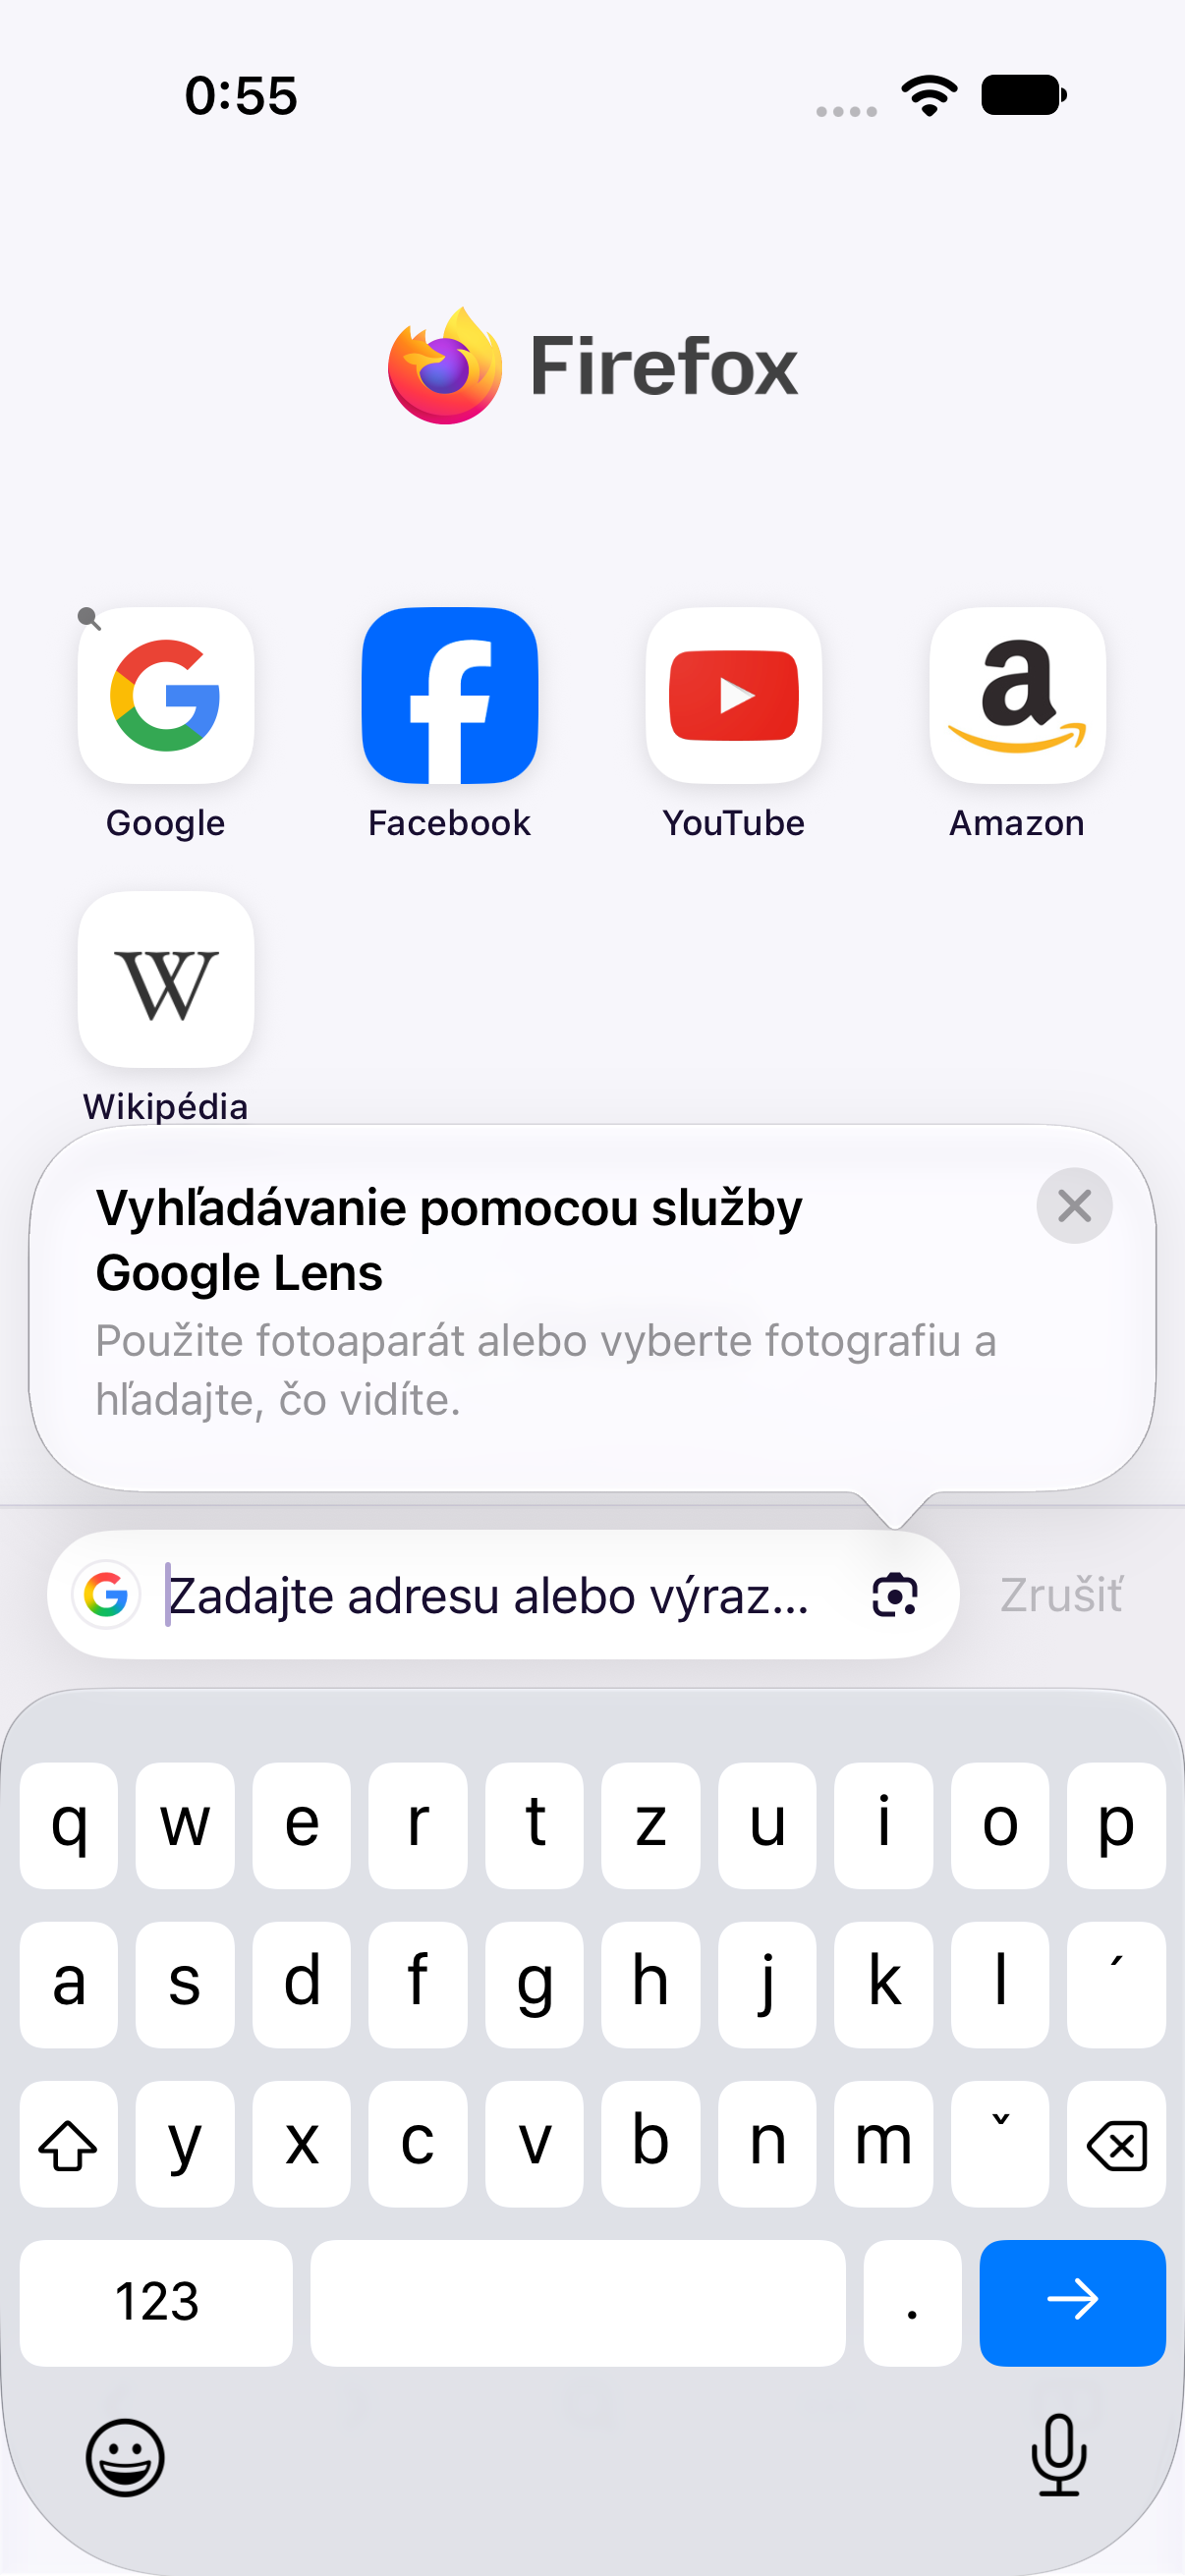 0:55
Firefox
Google
Facebook
YouTube
Amazon
Wikipédia
Vyhľadávanie pomocou služby
Google Lens
Použite fotoaparát alebo vyberte fotografiu a
hľadajte, čo vidíte.
Zadajte adresu alebo výraz...
Zrušiť
q w e r t z u i o p
a s d f g h j k l ´
y x c v b n m ˇ
123 .